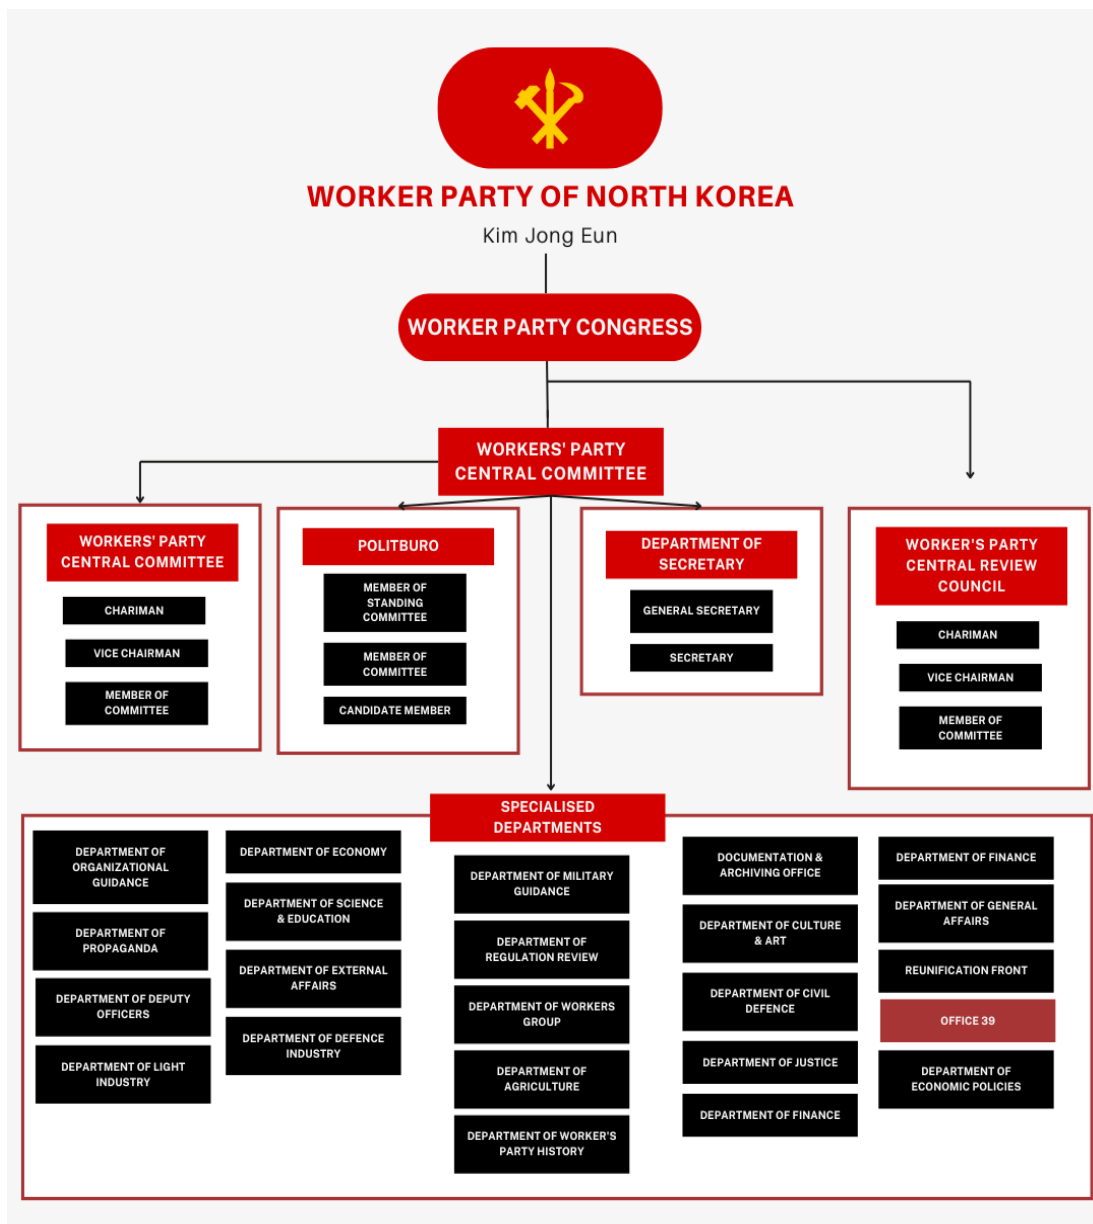 WORKER PARTY OF NORTH KOREA
Kim Jong Eun
WORKER PARTY CONGRESS
WORKERS' PARTY
CENTRAL COMMITTEE
WORKERS' PARTY
CENTRAL COMMITTEE
CHARIMAN
VICE CHAIRMAN
MEMBER OF
COMMITTEE
POLITBURO
MEMBER OF
STANDING
COMMITTEE
MEMBER OF
COMMITTEE
CANDIDATE MEMBER
DEPARTMENT OF
SECRETARY
GENERAL SECRETARY
SECRETARY
WORKER'S PARTY
CENTRAL REVIEW
COUNCIL
CHARIMAN
VICE CHAIRMAN
MEMBER OF
COMMITTEE
SPECIALISED
DEPARTMENTS
DEPARTMENT OF
ORGANIZATIONAL
GUIDANCE
DEPARTMENT OF
PROPAGANDA
DEPARTMENT OF DEPUTY
OFFICERS
DEPARTMENT OF LIGHT
INDUSTRY
DEPARTMENT OF ECONOMY
DEPARTMENT OF SCIENCE
& EDUCATION
DEPARTMENT OF EXTERNAL
AFFAIRS
DEPARTMENT OF DEFENCE
INDUSTRY
DEPARTMENT OF MILITARY
GUIDANCE
DEPARTMENT OF
REGULATION REVIEW
DEPARTMENT OF WORKERS
GROUP
DEPARTMENT OF
AGRICULTURE
DEPARTMENT OF WORKER'S
PARTY HISTORY
DOCUMENTATION &
ARCHIVING OFFICE
DEPARTMENT OF CULTURE
& ART
DEPARTMENT OF CIVIL
DEFENCE
DEPARTMENT OF JUSTICE
DEPARTMENT OF FINANCE
DEPARTMENT OF FINANCE
DEPARTMENT OF GENERAL
AFFAIRS
REUNIFICATION FRONT
OFFICE 39
DEPARTMENT OF
ECONOMIC POLICIES